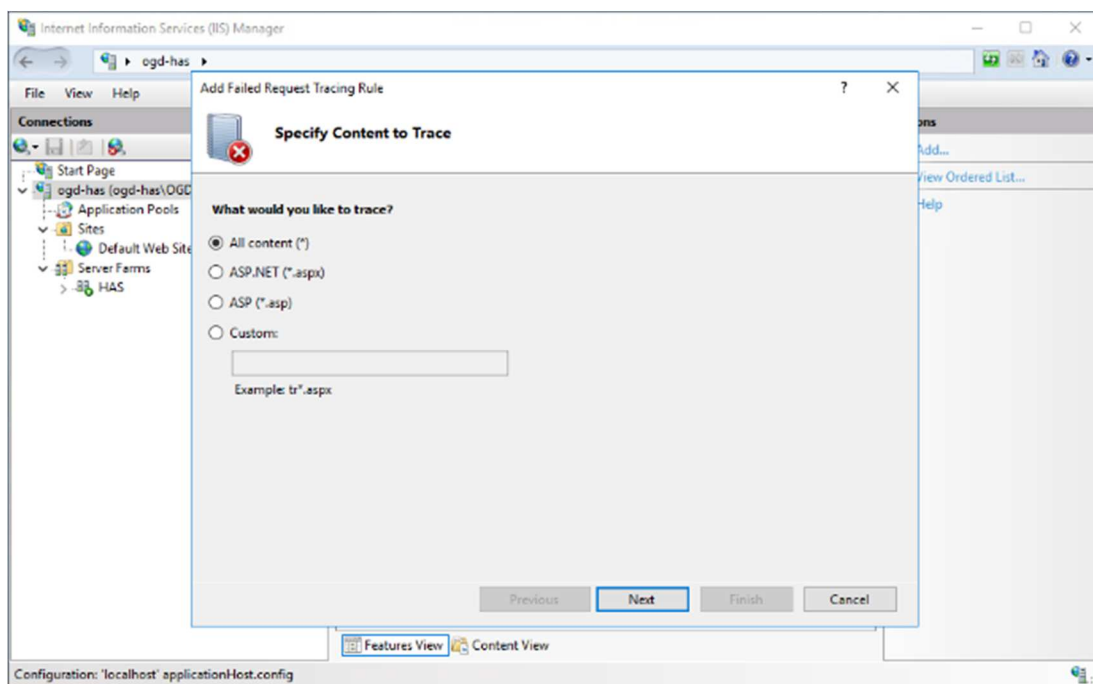 Internet Information Services (IIS) Manager
ogd-has
File View Help
Connections
Start Page
ogd-has (ogd-has\OGD
Application Pools
Sites
Default Web Site
Server Farms
HAS
Add Failed Request Tracing Rule
?
Specify Content to Trace
What would you like to trace?
All content (*)
ASP.NET (*.aspx)
ASP (*.asp)
Custom:
Example: tr*.aspx
Previous Next Finish Cancel
ons
Add...
View Ordered List...
Help
Features View Content View
Configuration: 'localhost' applicationHost.config